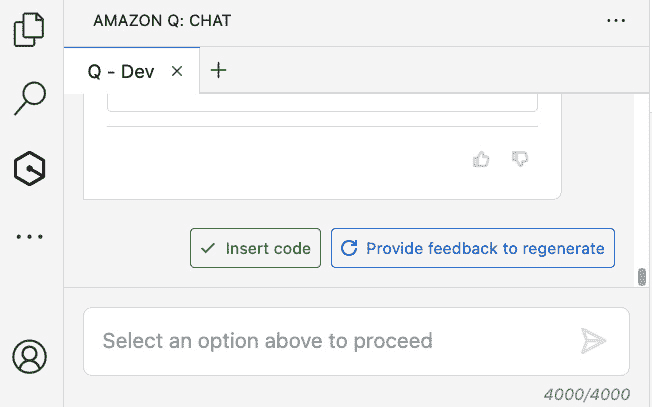 AMAZON Q: CHAT
Q - Dev
Insert code
Provide feedback to regenerate
Select an option above to proceed
4000/4000